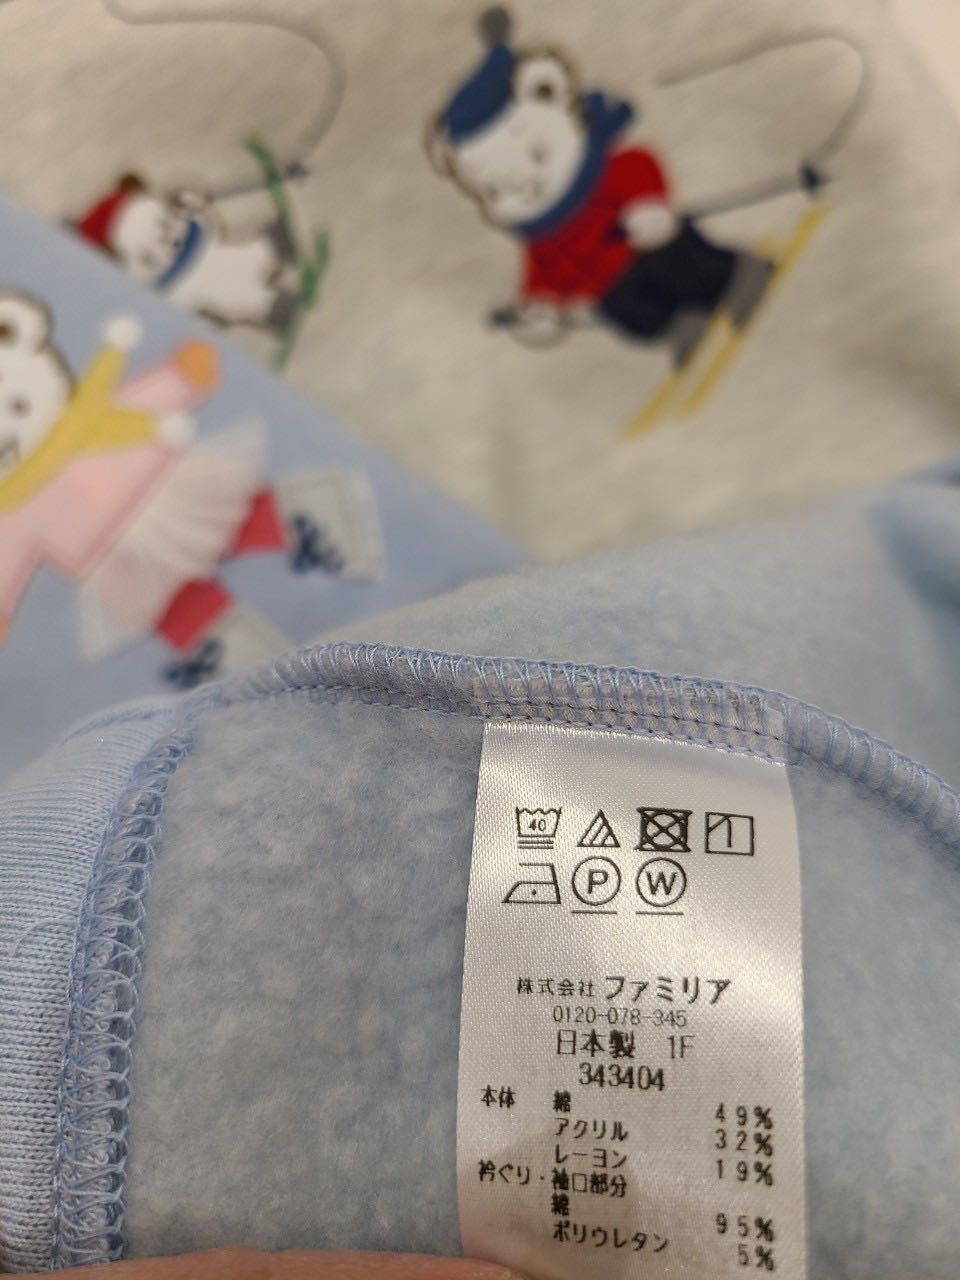 40
P W
株式会社 ファミリア
0120-078-345
日本製 1F
343404
本体 綿 49%
アクリル 32%
レーヨン 19%
衿ぐり・袖口部分
綿 95%
ポリウレタン 5%